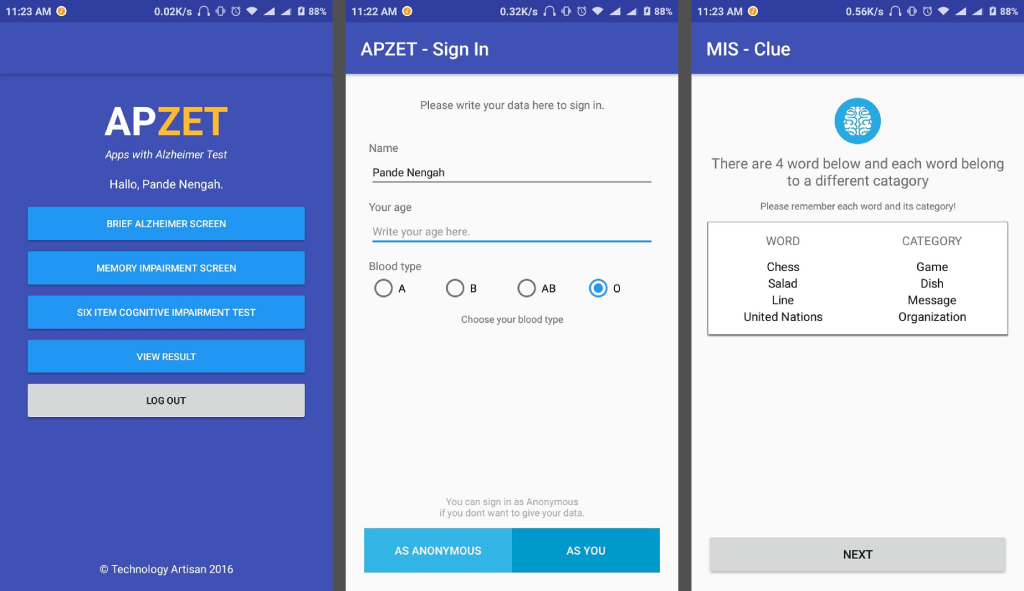 11:23 AM 0.02K/s 88%
APZET
Apps with Alzheimer Test
Hallo, Pande Nengah.
BRIEF ALZHEIMER SCREEN
MEMORY IMPAIRMENT SCREEN
SIX ITEM COGNITIVE IMPAIRMENT TEST
VIEW RESULT
LOG OUT
© Technology Artisan 2016
11:22 AM 0.32K/s 88%
APZET - Sign In
Please write your data here to sign in.
Name
Pande Nengah
Your age
Write your age here.
Blood type
A B AB O
Choose your blood type
You can sign in as Anonymous
if you dont want to give your data.
AS ANONYMOUS AS YOU
11:23 AM 0.56K/s 88%
MIS - Clue
There are 4 word below and each word belong
to a different catagory
Please remember each word and its category!
WORD CATEGORY
Chess Game
Salad Dish
Line Message
United Nations Organization
NEXT